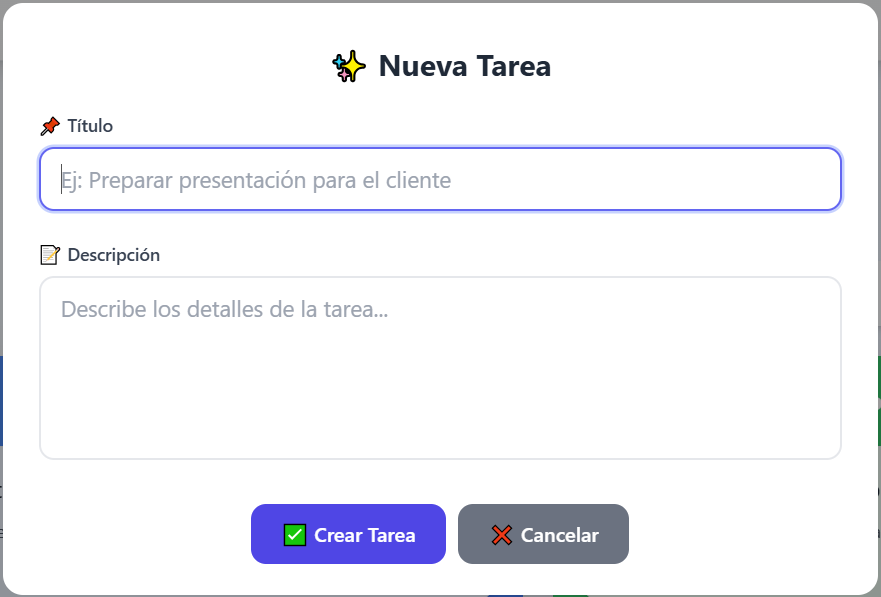 ✨ Nueva Tarea
📌 Título
Ej: Preparar presentación para el cliente
📝 Descripción
Describe los detalles de la tarea...
✅ Crear Tarea
❌ Cancelar